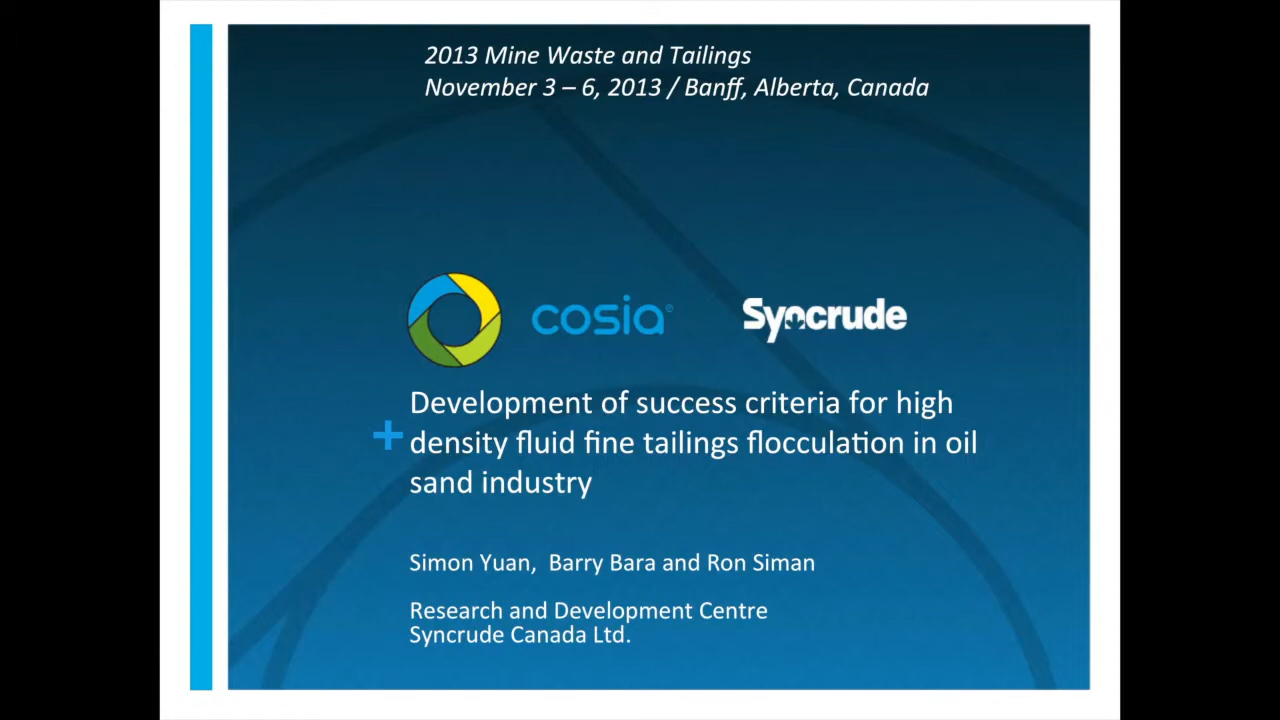 2013 Mine Waste and Tailings
November 3 – 6, 2013 / Banff, Alberta, Canada
cosia® Syncrude
Development of success criteria for high
+ density fluid fine tailings flocculation in oil
sand industry
Simon Yuan, Barry Bara and Ron Siman
Research and Development Centre
Syncrude Canada Ltd.